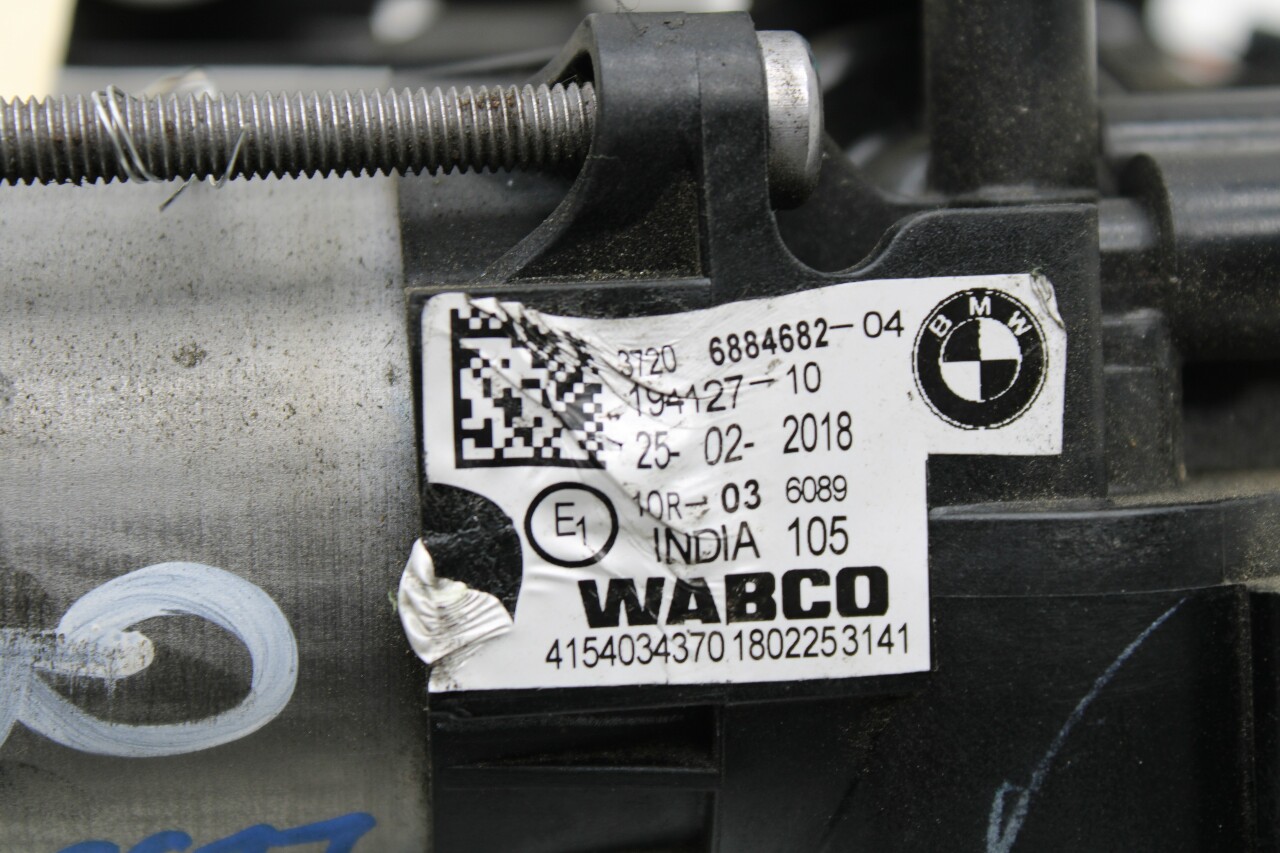 3720 6884682-04
194127-10
25-02-2018
10R-03 6089
E1
INDIA 105
WABCO
4154034370 1802253141
BMW